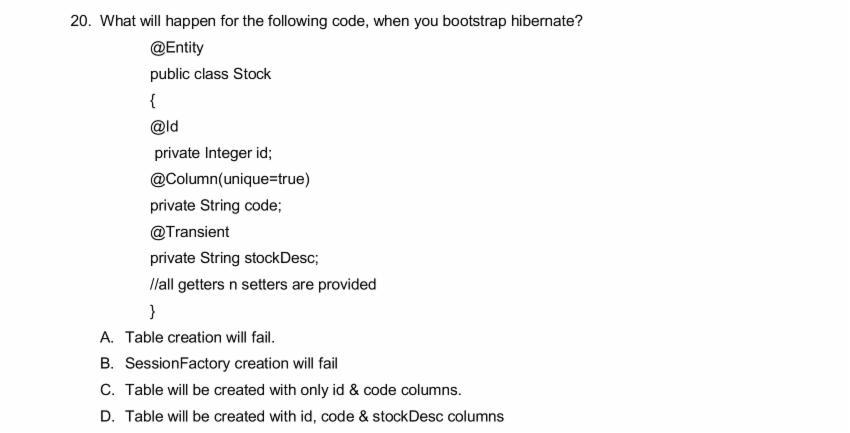 20. What will happen for the following code, when you bootstrap hibernate?
@Entity
public class Stock
{
@Id
private Integer id;
@Column(unique=true)
private String code;
@Transient
private String stockDesc;
//all getters n setters are provided
}
A. Table creation will fail.
B. SessionFactory creation will fail
C. Table will be created with only id & code columns.
D. Table will be created with id, code & stockDesc columns